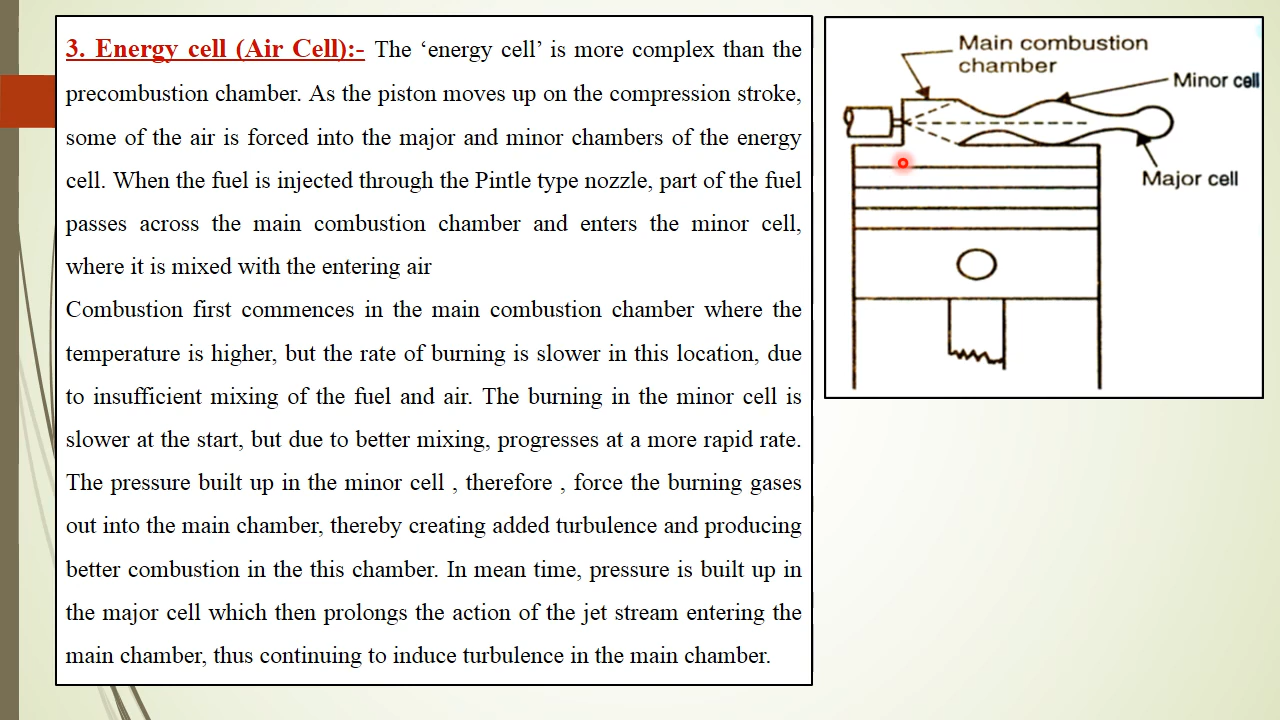 3. Energy cell (Air Cell):- The ‘energy cell’ is more complex than the
precombustion chamber. As the piston moves up on the compression stroke,
some of the air is forced into the major and minor chambers of the energy
cell. When the fuel is injected through the Pintle type nozzle, part of the fuel
passes across the main combustion chamber and enters the minor cell,
where it is mixed with the entering air
Combustion first commences in the main combustion chamber where the
temperature is higher, but the rate of burning is slower in this location, due
to insufficient mixing of the fuel and air. The burning in the minor cell is
slower at the start, but due to better mixing, progresses at a more rapid rate.
The pressure built up in the minor cell , therefore , force the burning gases
out into the main chamber, thereby creating added turbulence and producing
better combustion in the this chamber. In mean time, pressure is built up in
the major cell which then prolongs the action of the jet stream entering the
main chamber, thus continuing to induce turbulence in the main chamber.
Main combustion
chamber
Minor cell
Major cell